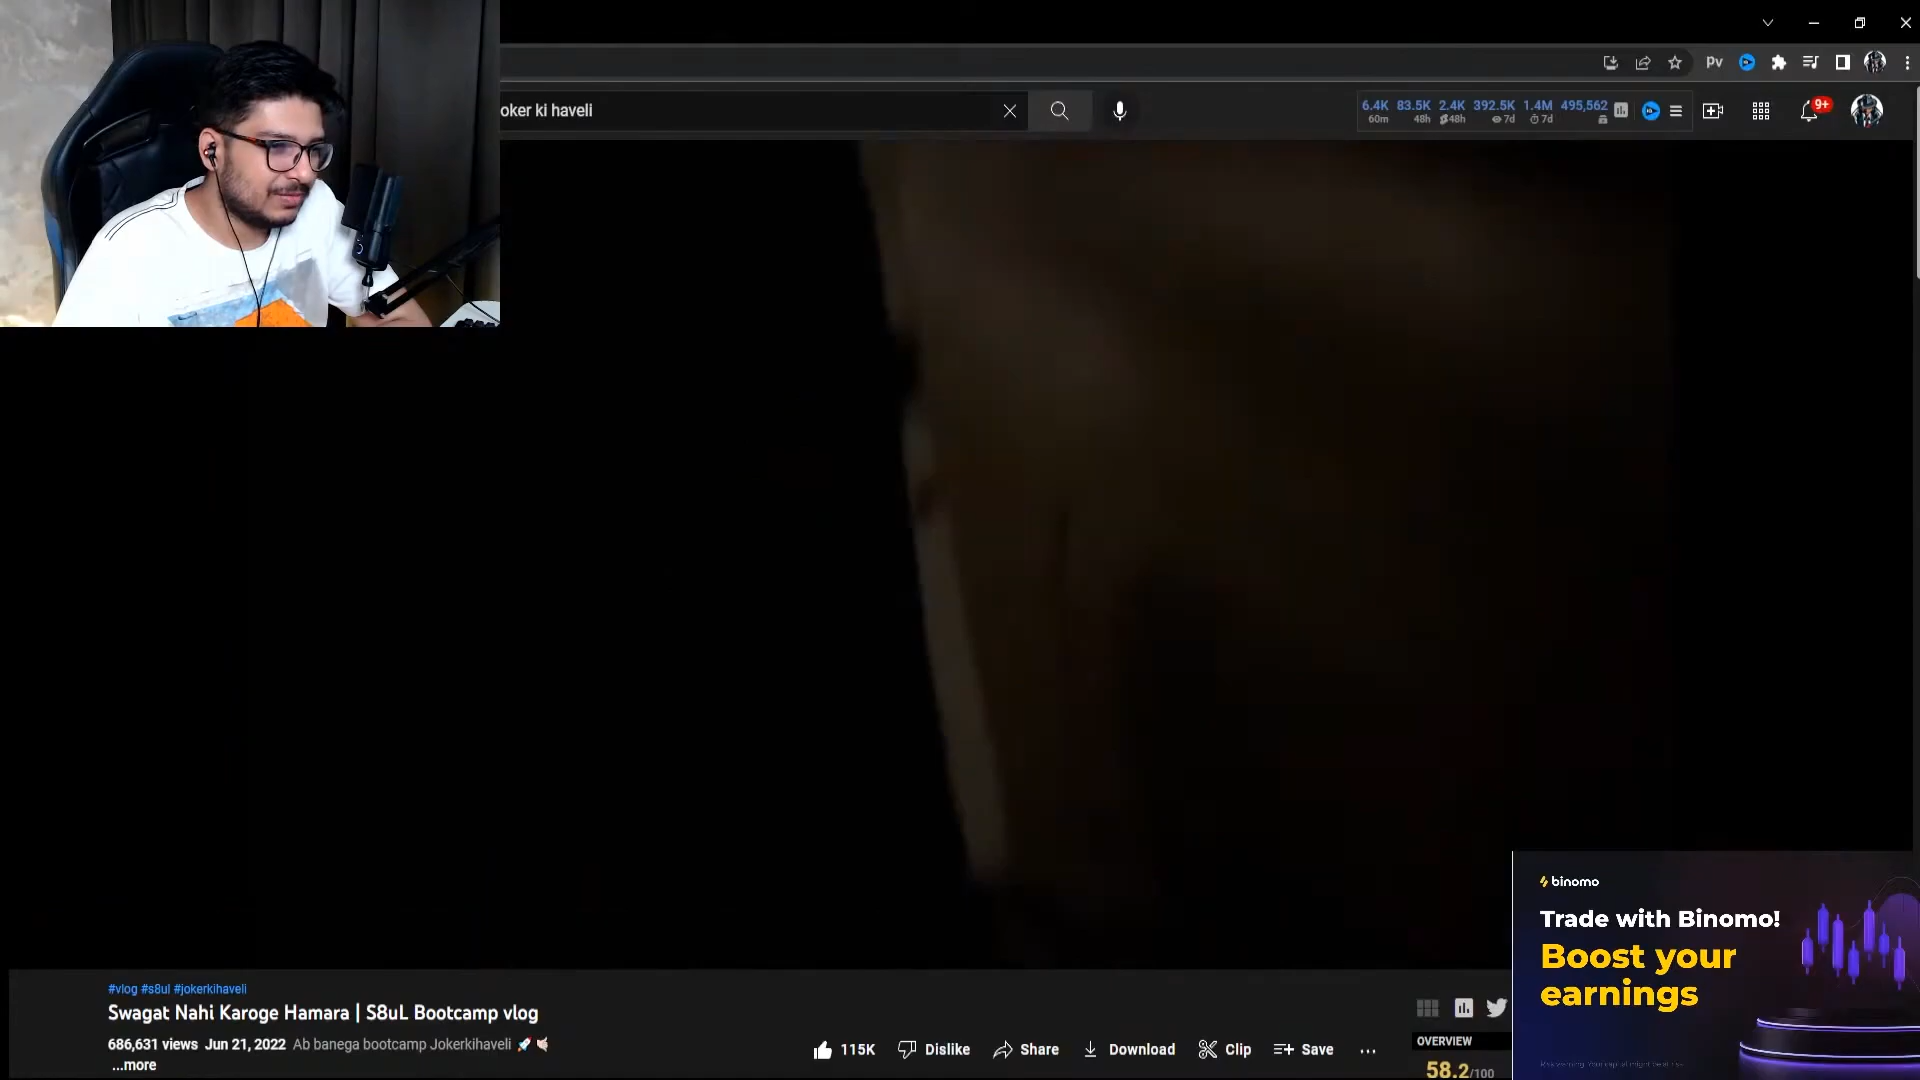 PV
oker ki haveli
6.4K 83.5K 2.4K 392.5K 1.4M 495,562
60m 48h 48h 7d 7d
9+
#vlog #s8ul #jokerkihaveli
Swagat Nahi Karoge Hamara | S8uL Bootcamp vlog
686,631 views Jun 21, 2022 Ab banega bootcamp Jokerkihaveli 🚀 🤙🏻
...more
115K Dislike Share Download Clip Save
OVERVIEW
58.2/100
binomo
Trade with Binomo!
Boost your
earnings